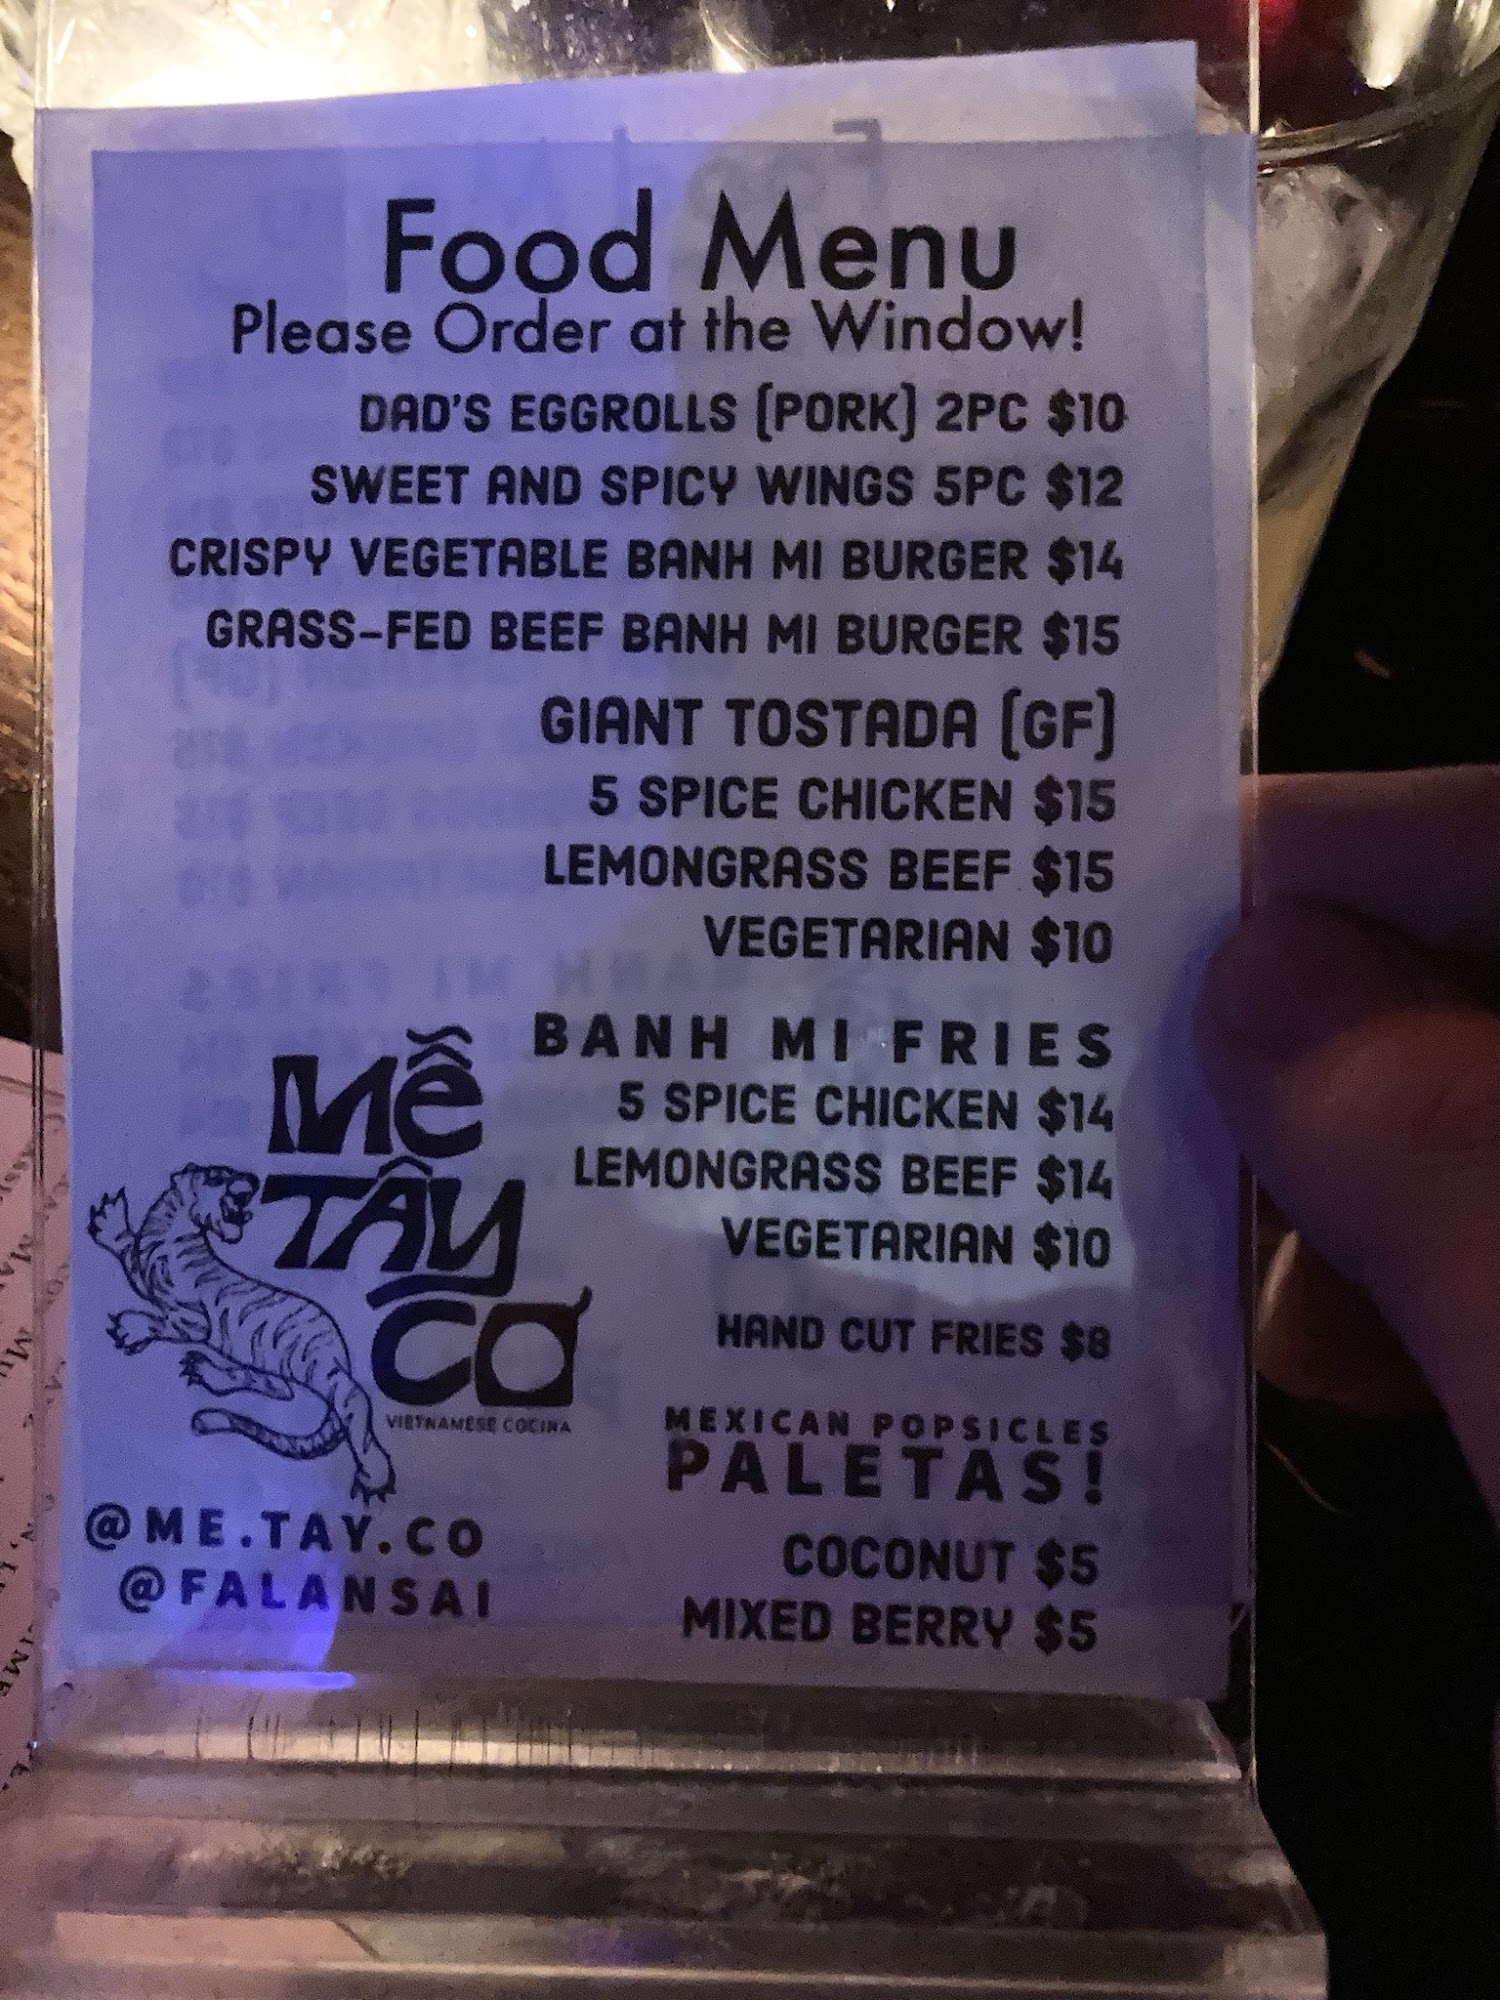 Food Menu
Please Order at the Window!
DAD'S EGGROLLS (PORK) 2PC $10
SWEET AND SPICY WINGS 5PC $12
CRISPY VEGETABLE BANH MI BURGER $14
GRASS-FED BEEF BANH MI BURGER $15
GIANT TOSTADA (GF)
5 SPICE CHICKEN $15
LEMONGRASS BEEF $15
VEGETARIAN $10
BANH MI FRIES
5 SPICE CHICKEN $14
LEMONGRASS BEEF $14
VEGETARIAN $10
HAND CUT FRIES $8
MEXICAN POPSICLES
PALETAS!
COCONUT $5
MIXED BERRY $5
Mễ
TÂY
CO
VIETNAMESE COCINA
@ME.TAY.CO
@FALANSAI